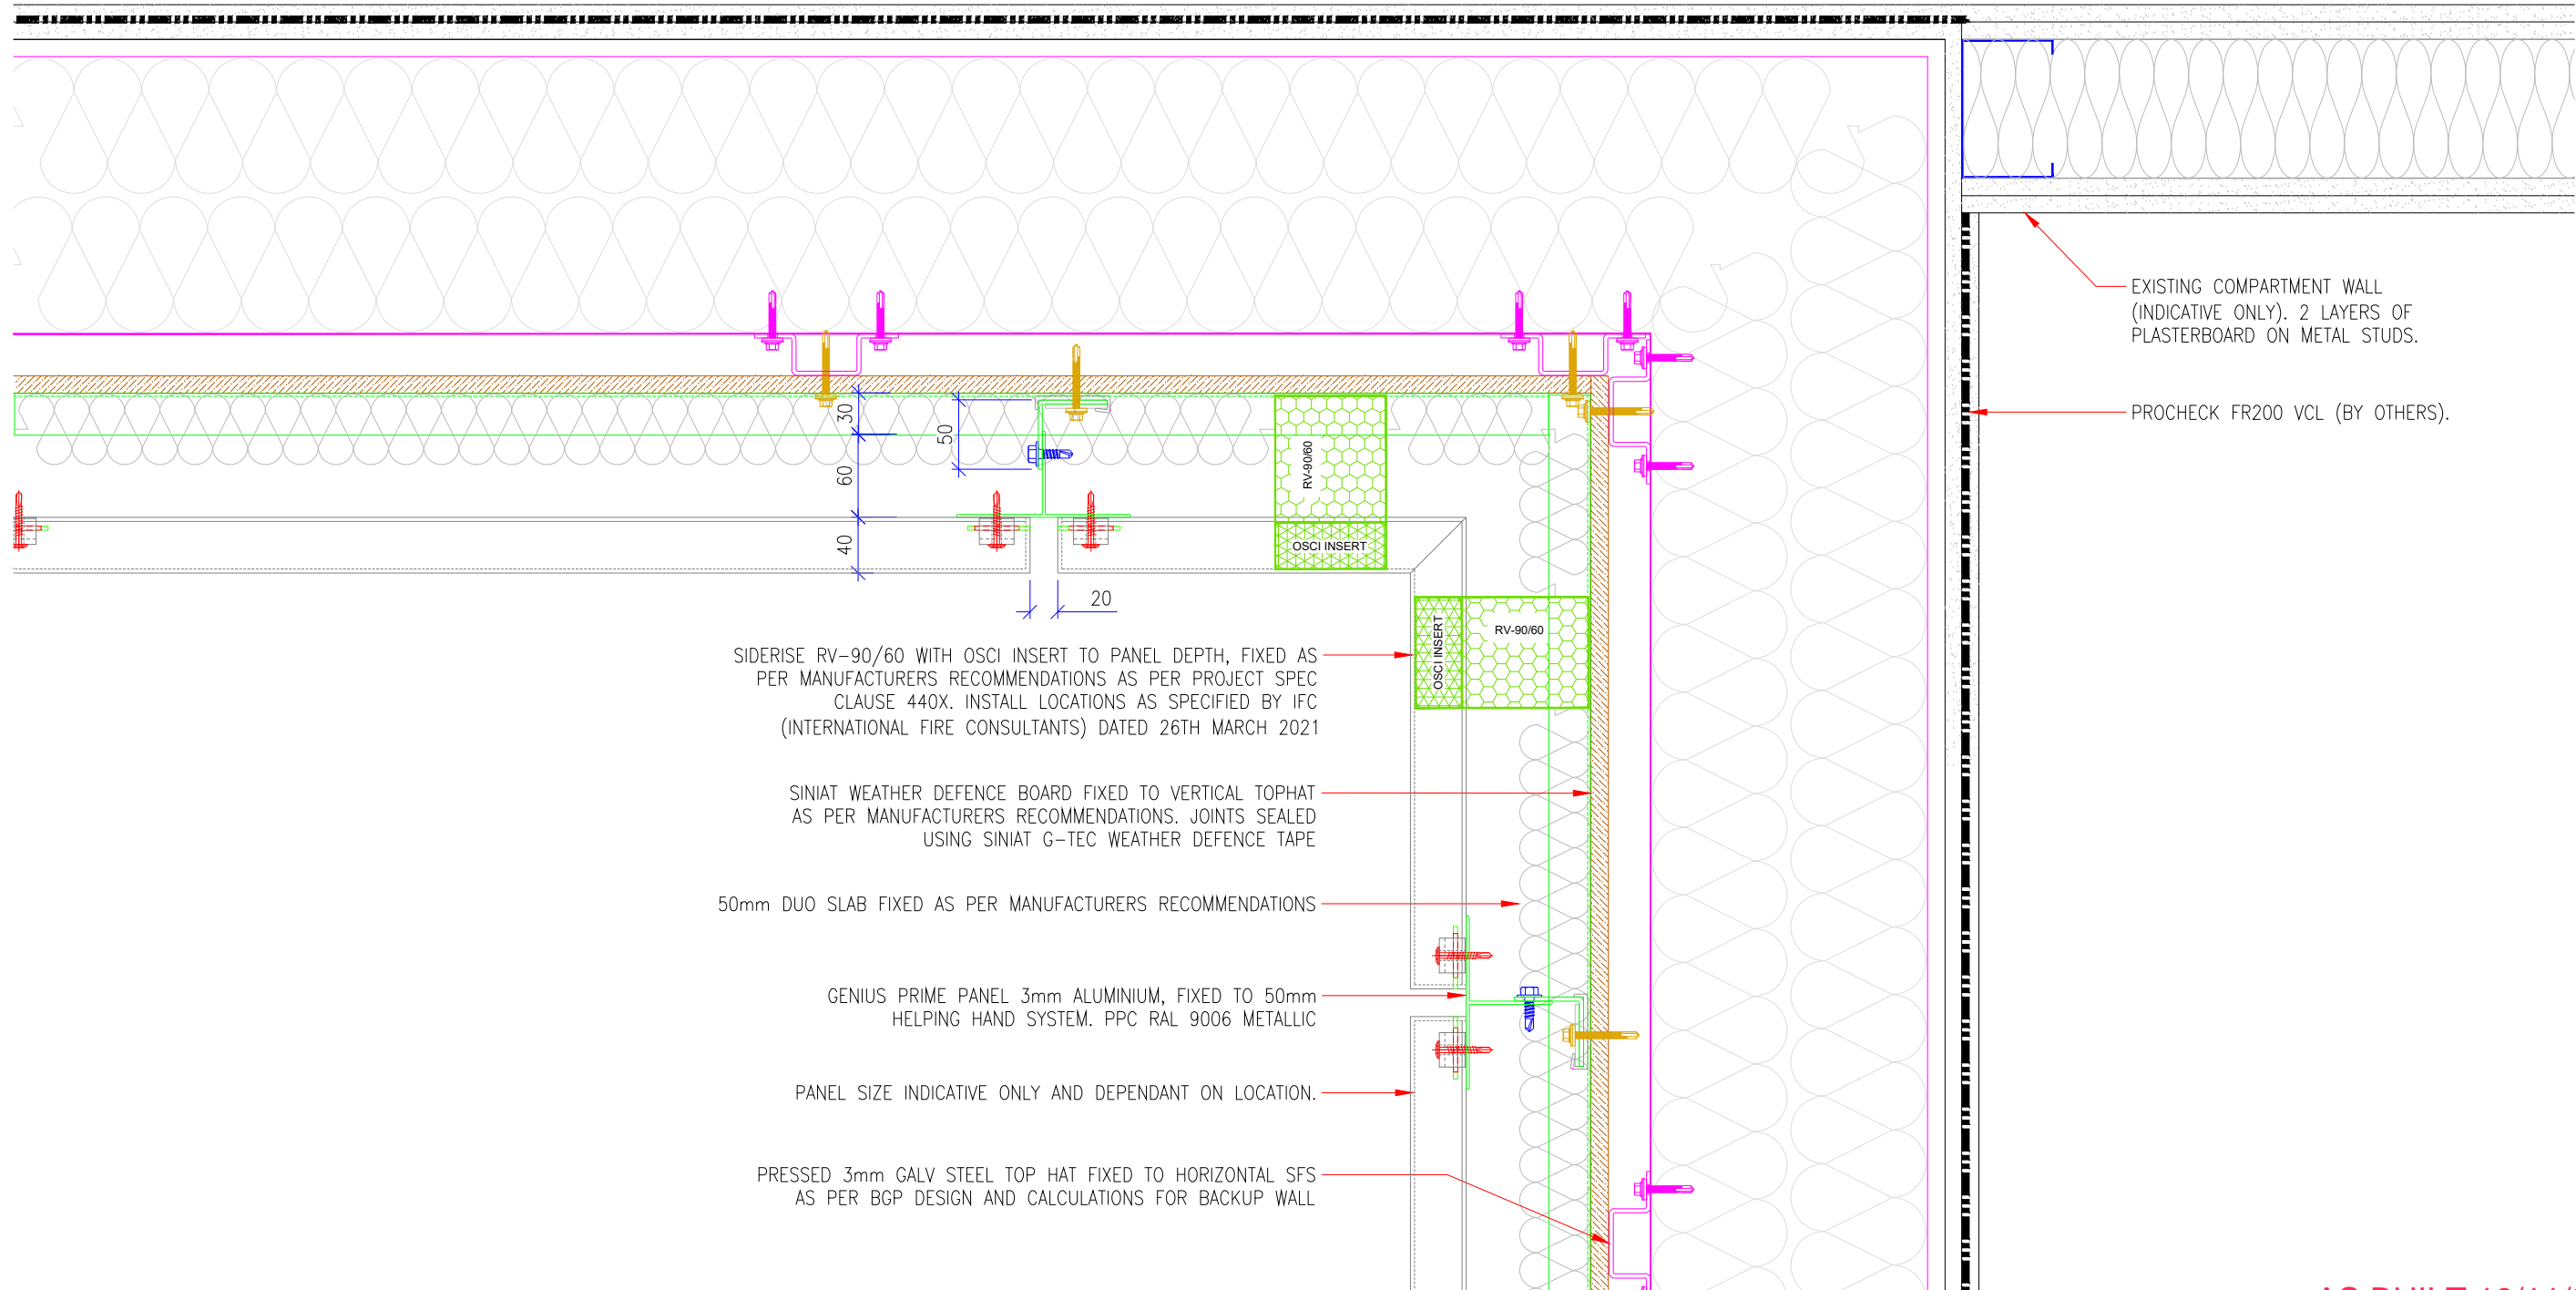 EXISTING COMPARTMENT WALL
(INDICATIVE ONLY). 2 LAYERS OF
PLASTERBOARD ON METAL STUDS.
PROCHECK FR200 VCL (BY OTHERS).
30
50
60
40
20
RV-90/60
OSCI INSERT
OSCI INSERT
RV-90/60
SIDERISE RV-90/60 WITH OSCI INSERT TO PANEL DEPTH, FIXED AS
PER MANUFACTURERS RECOMMENDATIONS AS PER PROJECT SPEC
CLAUSE 440X. INSTALL LOCATIONS AS SPECIFIED BY IFC
(INTERNATIONAL FIRE CONSULTANTS) DATED 26TH MARCH 2021
SINIAT WEATHER DEFENCE BOARD FIXED TO VERTICAL TOPHAT
AS PER MANUFACTURERS RECOMMENDATIONS. JOINTS SEALED
USING SINIAT G-TEC WEATHER DEFENCE TAPE
50mm DUO SLAB FIXED AS PER MANUFACTURERS RECOMMENDATIONS
GENIUS PRIME PANEL 3mm ALUMINIUM, FIXED TO 50mm
HELPING HAND SYSTEM. PPC RAL 9006 METALLIC
PANEL SIZE INDICATIVE ONLY AND DEPENDANT ON LOCATION.
PRESSED 3mm GALV STEEL TOP HAT FIXED TO HORIZONTAL SFS
AS PER BGP DESIGN AND CALCULATIONS FOR BACKUP WALL